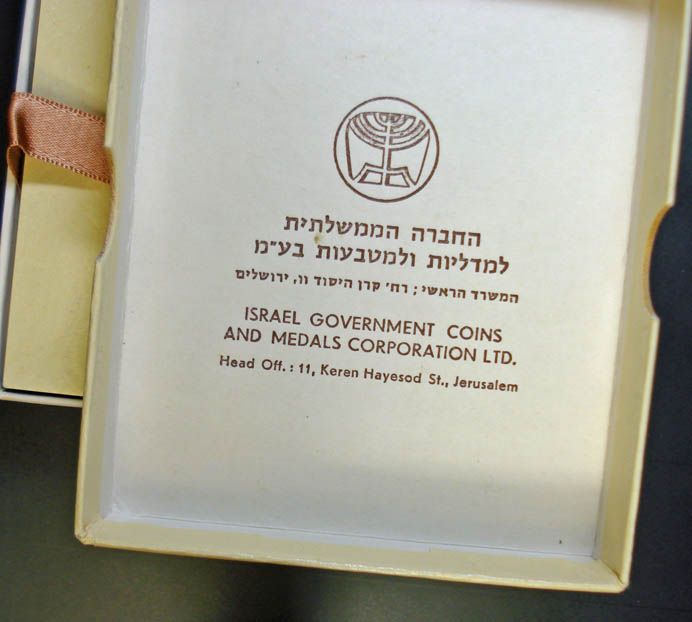 החברה הממשלתית
למדליות ולמטבעות בע״מ
המשרד הראשי; רח׳ קרן היסוד 11, ירושלים
ISRAEL GOVERNMENT COINS
AND MEDALS CORPORATION LTD.
Head Off.: 11, Keren Hayesod St., Jerusalem